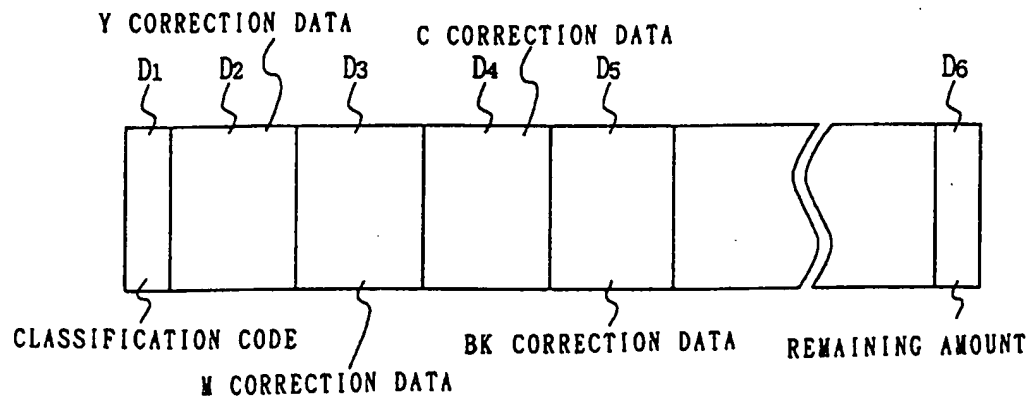 Y CORRECTION DATA
C CORRECTION DATA
D1 D2 D3 D4 D5 D6
CLASSIFICATION CODE
BK CORRECTION DATA
REMAINING AMOUNT
M CORRECTION DATA